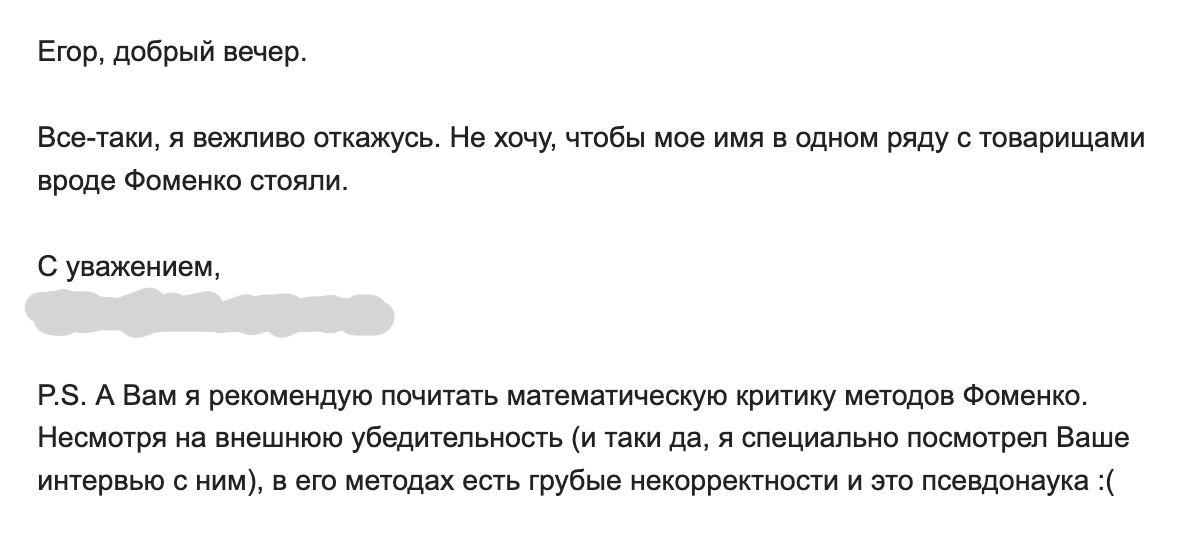 Егор, добрый вечер.
Все-таки, я вежливо откажусь. Не хочу, чтобы мое имя в одном ряду с товарищами
вроде Фоменко стояли.
С уважением,
P.S. А Вам я рекомендую почитать математическую критику методов Фоменко.
Несмотря на внешнюю убедительность (и таки да, я специально посмотрел Ваше
интервью с ним), в его методах есть грубые некорректности и это псевдонаука :(